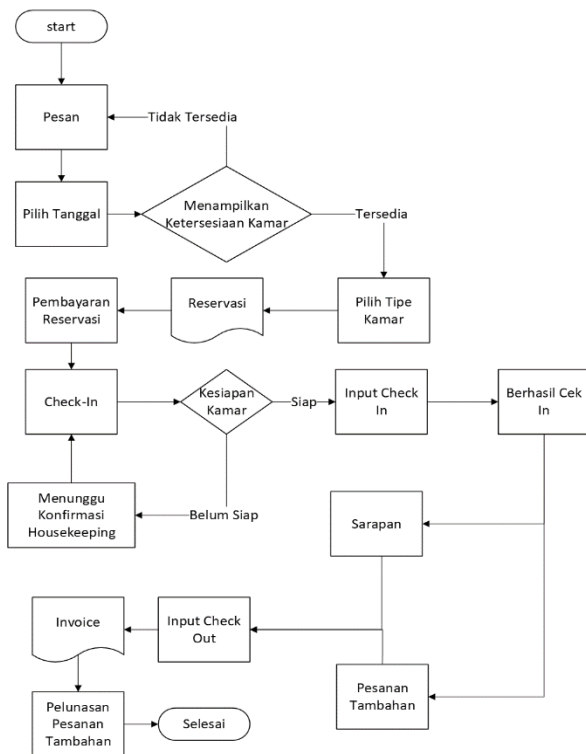 start
Pesan
Tidak Tersedia
Pilih Tanggal
Menampilkan
Ketersesiaan Kamar
Tersedia
Pembayaran
Reservasi
Reservasi
Pilih Tipe
Kamar
Check-In
Kesiapan
Kamar
Siap
Input Check
In
Berhasil Cek
In
Menunggu
Konfirmasi
Housekeeping
Belum Siap
Sarapan
Invoice
Input Check
Out
Pesanan
Tambahan
Pelunasan
Pesanan
Tambahan
Selesai